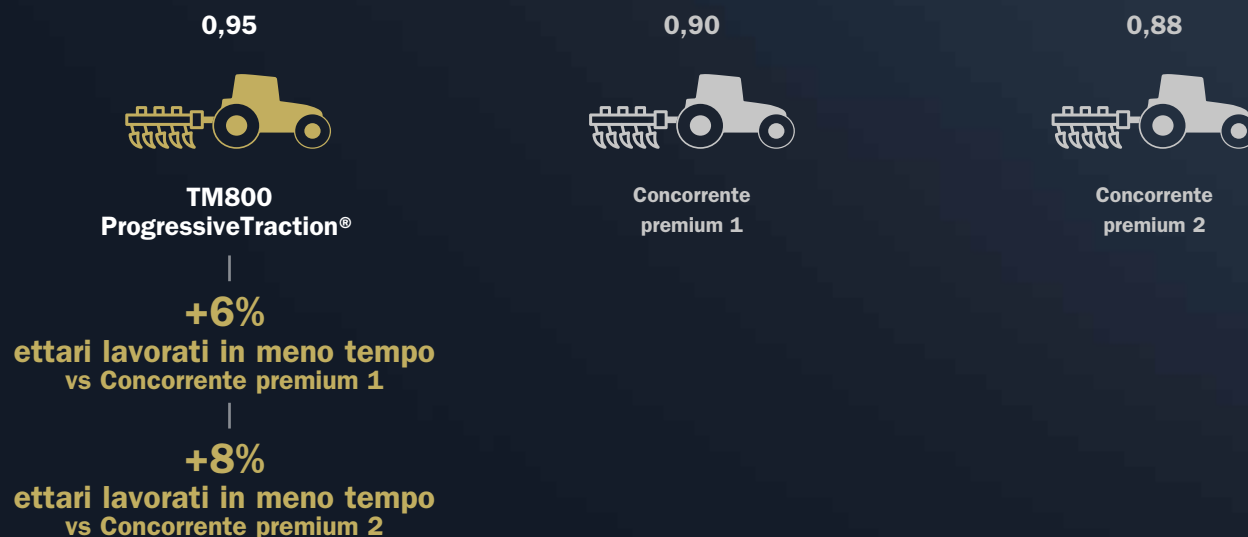 0,95
0,90
0,88
TM800
ProgressiveTraction®
Concorrente
premium 1
Concorrente
premium 2
+6%
ettari lavorati in meno tempo
vs Concorrente premium 1
+8%
ettari lavorati in meno tempo
vs Concorrente premium 2